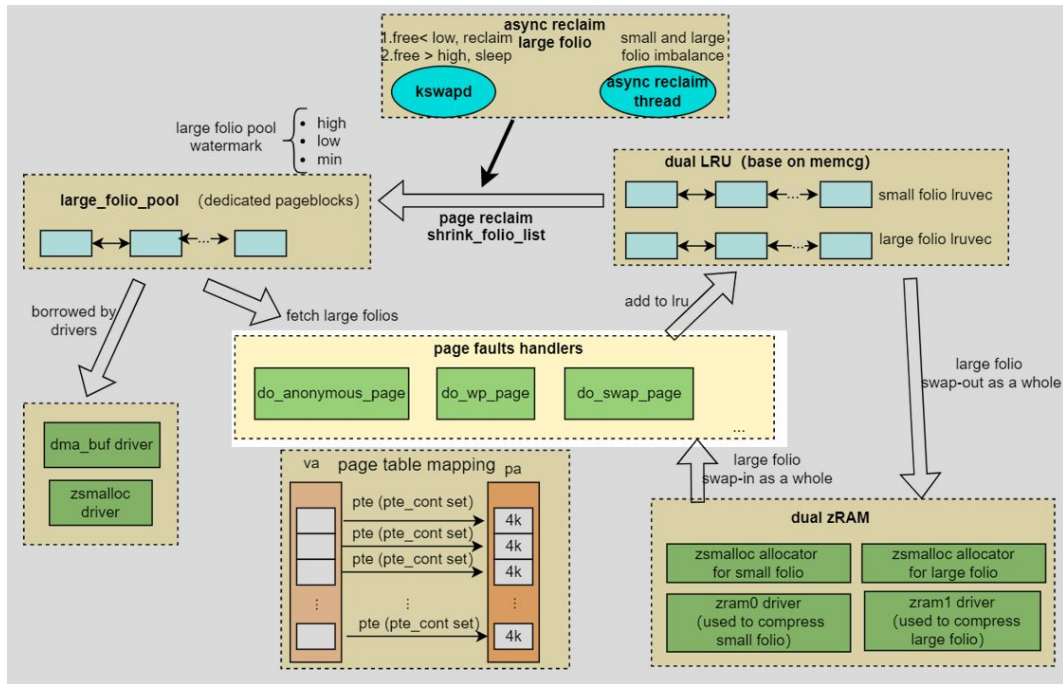 async reclaim
large folio
1.free< low, reclaim
2.free > high, sleep
small and large
folio imbalance
kswapd
async reclaim
thread
large folio pool
watermark
• high
• low
• min
large_folio_pool (dedicated pageblocks)
...
page reclaim
shrink_folio_list
dual LRU (base on memcg)
... small folio lruvec
... large folio lruvec
borrowed by
drivers
fetch large folios
add to lru
page faults handlers
do_anonymous_page do_wp_page do_swap_page
...
large folio
swap-out as a whole
dma_buf driver
zsmalloc
driver
va page table mapping pa
pte (pte_cont set) 4k
pte (pte_cont set) 4k
pte (pte_cont set) 4k
⋮ ⋮ ⋮
pte (pte_cont set) 4k
large folio
swap-in as a whole
dual zRAM
zsmalloc allocator
for small folio
zsmalloc allocator
for large folio
zram0 driver
(used to compress
small folio)
zram1 driver
(used to compress
large folio)